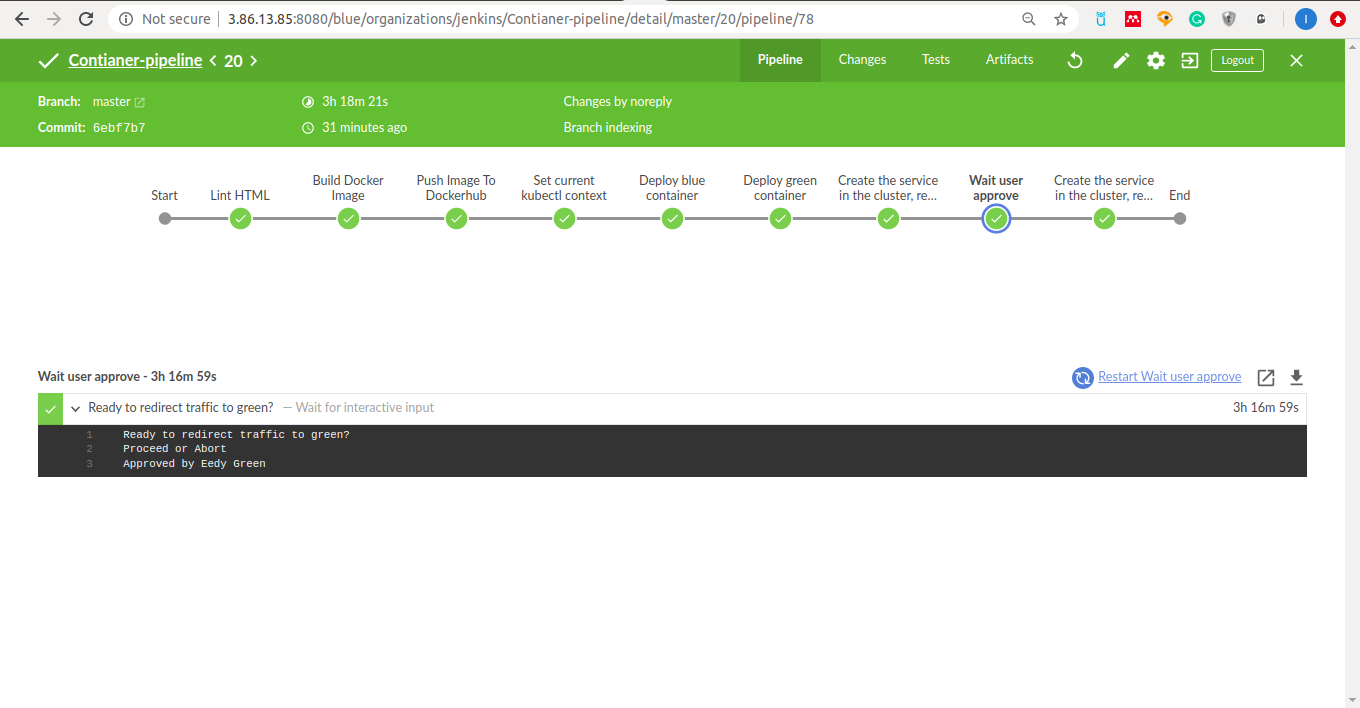 Not secure
3.86.13.85:8080/blue/organizations/jenkins/Contianer-pipeline/detail/master/20/pipeline/78
I
Contianer-pipeline < 20 >
Pipeline Changes Tests Artifacts Logout
Branch: master 3h 18m 21s Changes by noreply
Commit: 6ebf7b7 31 minutes ago Branch indexing
Start
Lint HTML
Build Docker
Image
Push Image To
Dockerhub
Set current
kubectl context
Deploy blue
container
Deploy green
container
Create the service
in the cluster, re...
Wait user
approve
Create the service
in the cluster, re...
End
Wait user approve - 3h 16m 59s
Restart Wait user approve
Ready to redirect traffic to green? — Wait for interactive input 3h 16m 59s
1 Ready to redirect traffic to green?
2 Proceed or Abort
3 Approved by Eedy Green